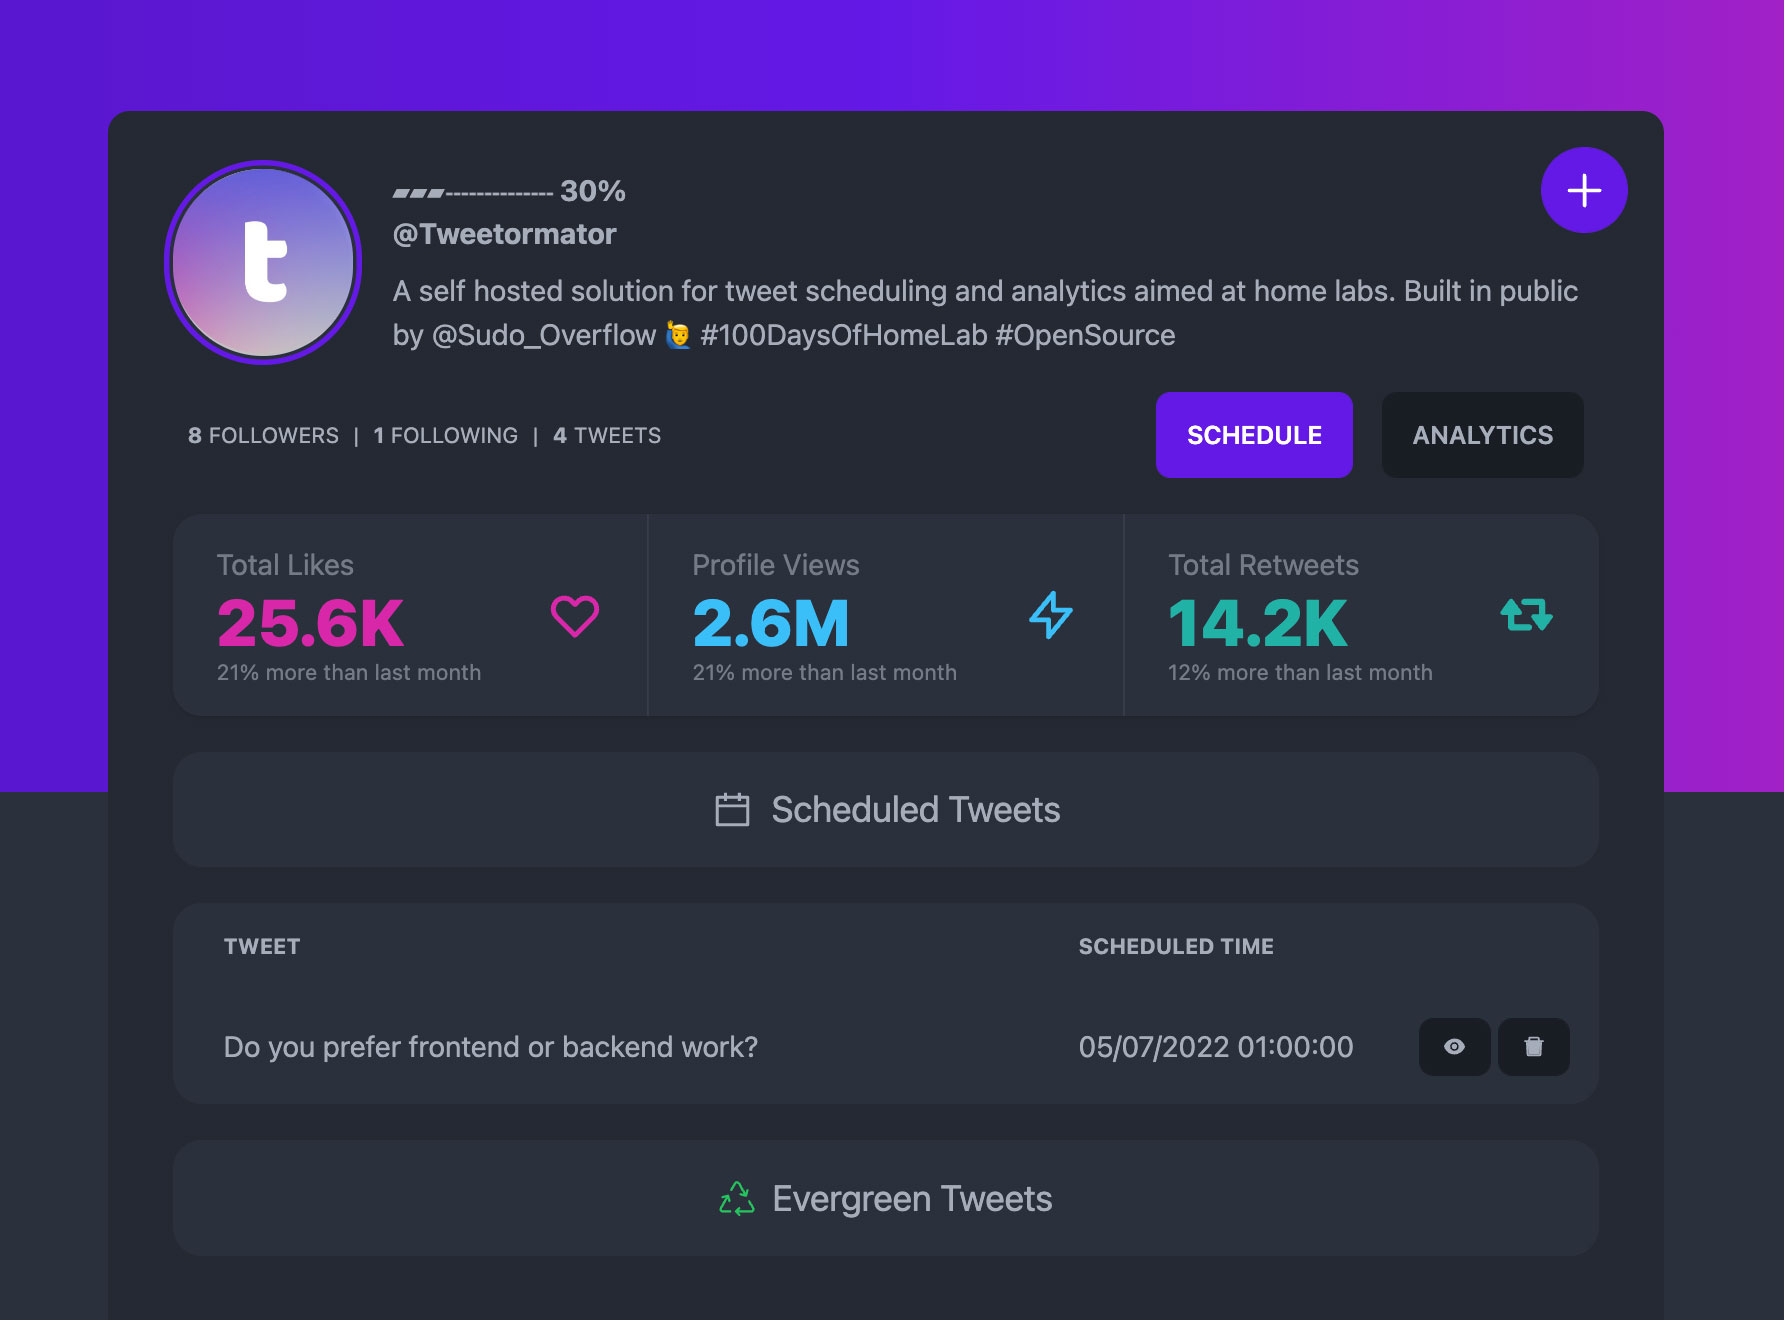 t
▰▰▰-------------- 30%
@Tweetormator
A self hosted solution for tweet scheduling and analytics aimed at home labs. Built in public
by @Sudo_Overflow 🙋‍♂️ #100DaysOfHomeLab #OpenSource
8 FOLLOWERS | 1 FOLLOWING | 4 TWEETS
SCHEDULE
ANALYTICS
Total Likes
25.6K
21% more than last month
Profile Views
2.6M
21% more than last month
Total Retweets
14.2K
12% more than last month
Scheduled Tweets
TWEET SCHEDULED TIME
Do you prefer frontend or backend work? 05/07/2022 01:00:00
Evergreen Tweets